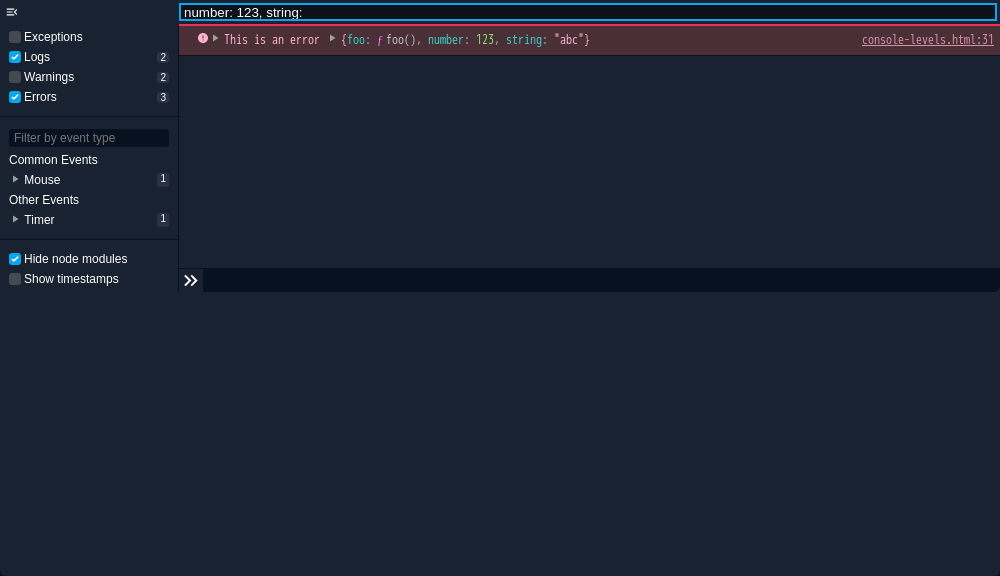 number: 123, string:
Exceptions
Logs 2
Warnings 2
Errors 3
Filter by event type
Common Events
Mouse 1
Other Events
Timer 1
Hide node modules
Show timestamps
This is an error {foo: ƒ foo(), number: 123, string: "abc"} console-levels.html:31